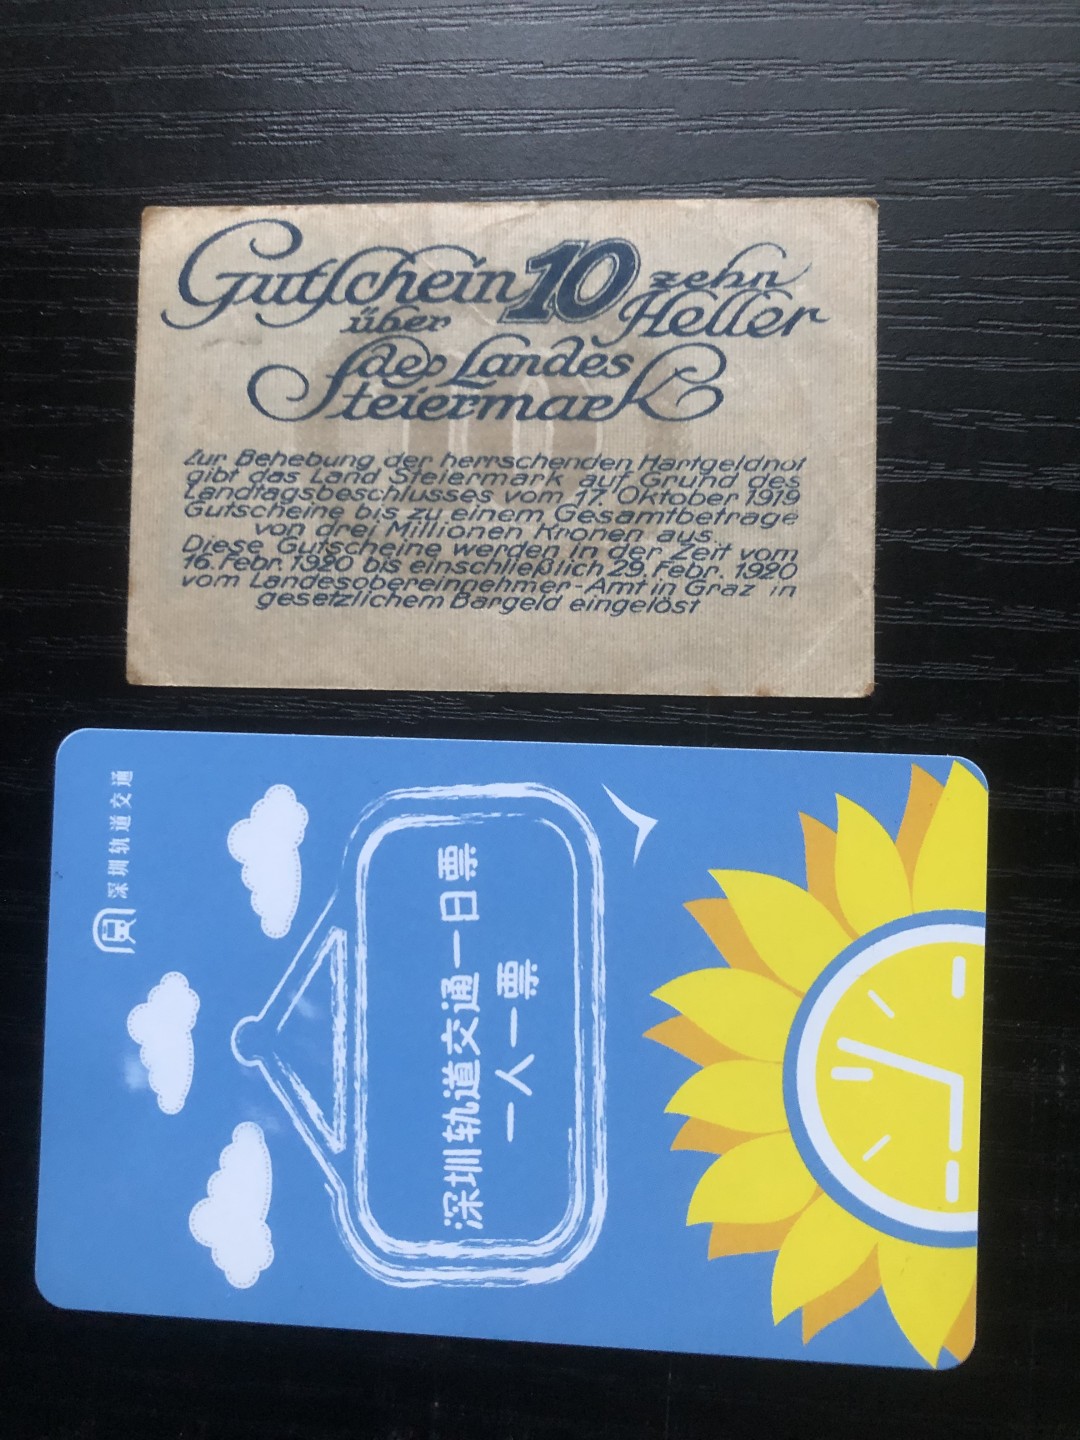 Gutschein 10 zehn
über Heller
des Landes
Steiermark
Zur Behebung der herrschenden Hartgeldnot
gibt das Land Steiermark auf Grund des
Landtagsbeschlusses vom 17. Oktober 1919
Gutscheine bis zu einem Gesamtbetrage
von drei Millionen Kronen aus.
Diese Gutscheine werden in der Zeit vom
16. Febr. 1920 bis einschließlich 29. Febr. 1920
vom Landesobereinnehmer-Amt in Graz in
gesetzlichem Bargeld eingelöst
深圳轨道交通
深圳轨道交通一日票
一人一票